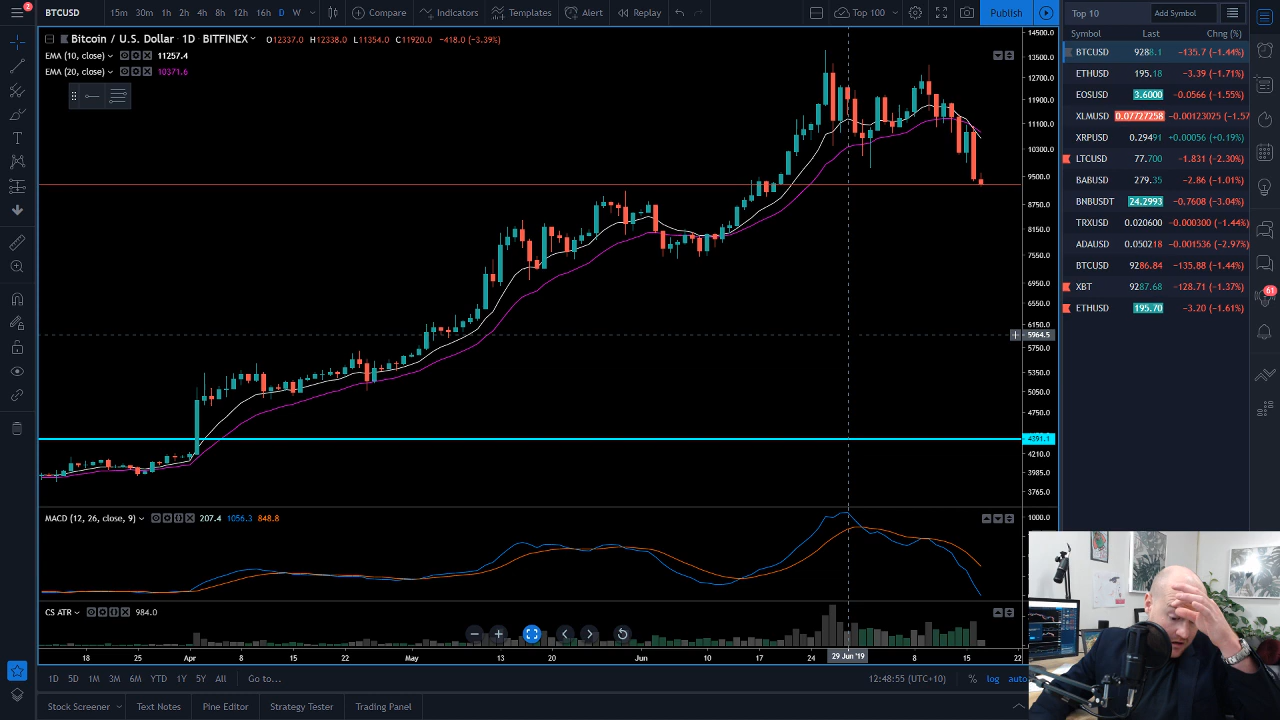 2
BTCUSD 15m 30m 1h 2h 4h 8h 12h 16h D 2d W Compare Indicators Templates Alert Replay Top 100 Publish
Top 10 Add Symbol
Bitcoin / U.S. Dollar · 1D · BITFINEX O12337.0 H12338.0 L11354.0 C11920.0 -418.0 (-3.39%)
EMA (10, close) 11257.4
EMA (20, close) 10371.6
14500.0
13500.0
12700.0
11900.0
11100.0
10300.0
9500.0
8750.0
8150.0
7550.0
6950.0
6550.0
6150.0
5964.5
5750.0
5350.0
5050.0
4750.0
4391.1
4210.0
3985.0
3765.0
Symbol Last Chng (%)
BTCUSD 9288.1 -135.7 (-1.44%)
ETHUSD 195.18 -3.39 (-1.71%)
EOSUSD 3.6000 -0.0566 (-1.55%)
XLMUSD 0.07727258 -0.00123025 (-1.57
XRPUSD 0.29491 +0.00056 (+0.19%)
LTCUSD 77.700 -1.831 (-2.30%)
BABUSD 279.35 -2.86 (-1.01%)
BNBUSDT 24.2993 -0.7608 (-3.04%)
TRXUSD 0.020600 -0.000300 (-1.44%)
ADAUSD 0.050218 -0.001536 (-2.97%)
BTCUSD 9286.84 -135.88 (-1.44%)
XBT 9287.68 -128.71 (-1.37%)
ETHUSD 195.70 -3.20 (-1.61%)
61
MACD (12, 26, close, 9) 207.4 1056.3 848.8
1000.0
CS ATR 984.0
18 Apr 8 15 22 May 13 20 Jun 10 17 29 Jun '19 8 15 22
1D 5D 1M 3M 6M YTD 1Y 5Y All Go to... 12:48:55 (UTC+10) % log auto
Stock Screener Text Notes Pine Editor Strategy Tester Trading Panel